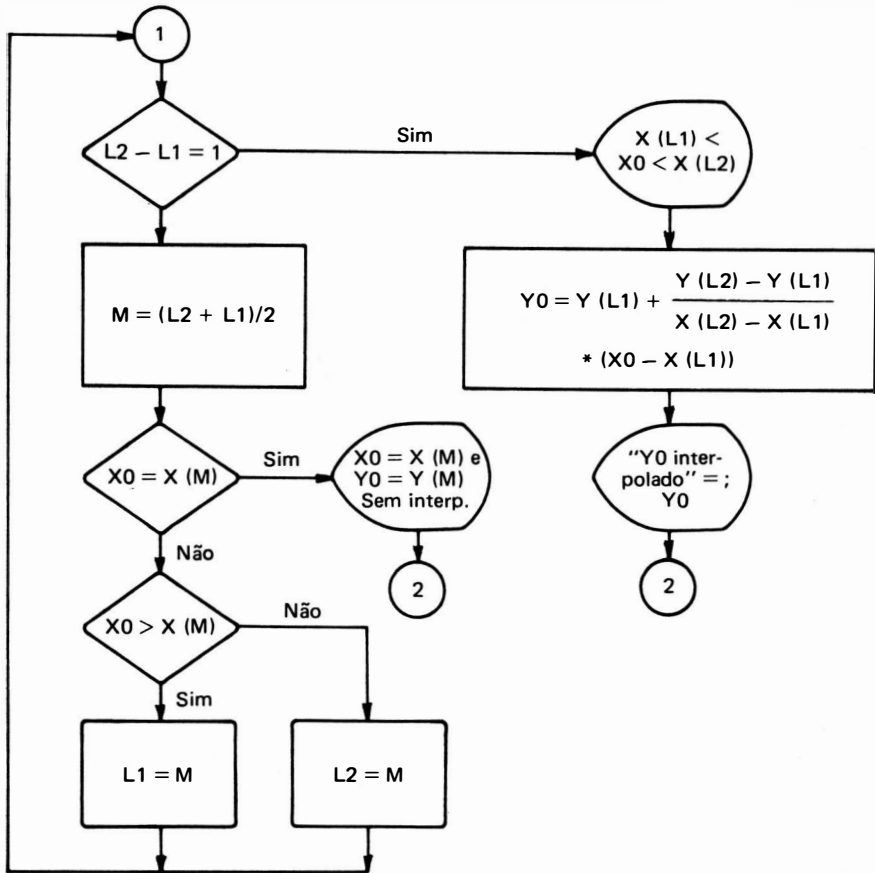 1
L2 – L1 = 1
Sim
X (L1) <
X0 < X (L2)
M = (L2 + L1)/2
Y0 = Y (L1) + Y (L2) – Y (L1)
X (L2) – X (L1)
* (X0 – X (L1))
X0 = X (M)
Sim
X0 = X (M) e
Y0 = Y (M)
Sem interp.
"Y0 inter-
polado" = ;
Y0
Não
2
2
X0 > X (M)
Não
Sim
L1 = M
L2 = M